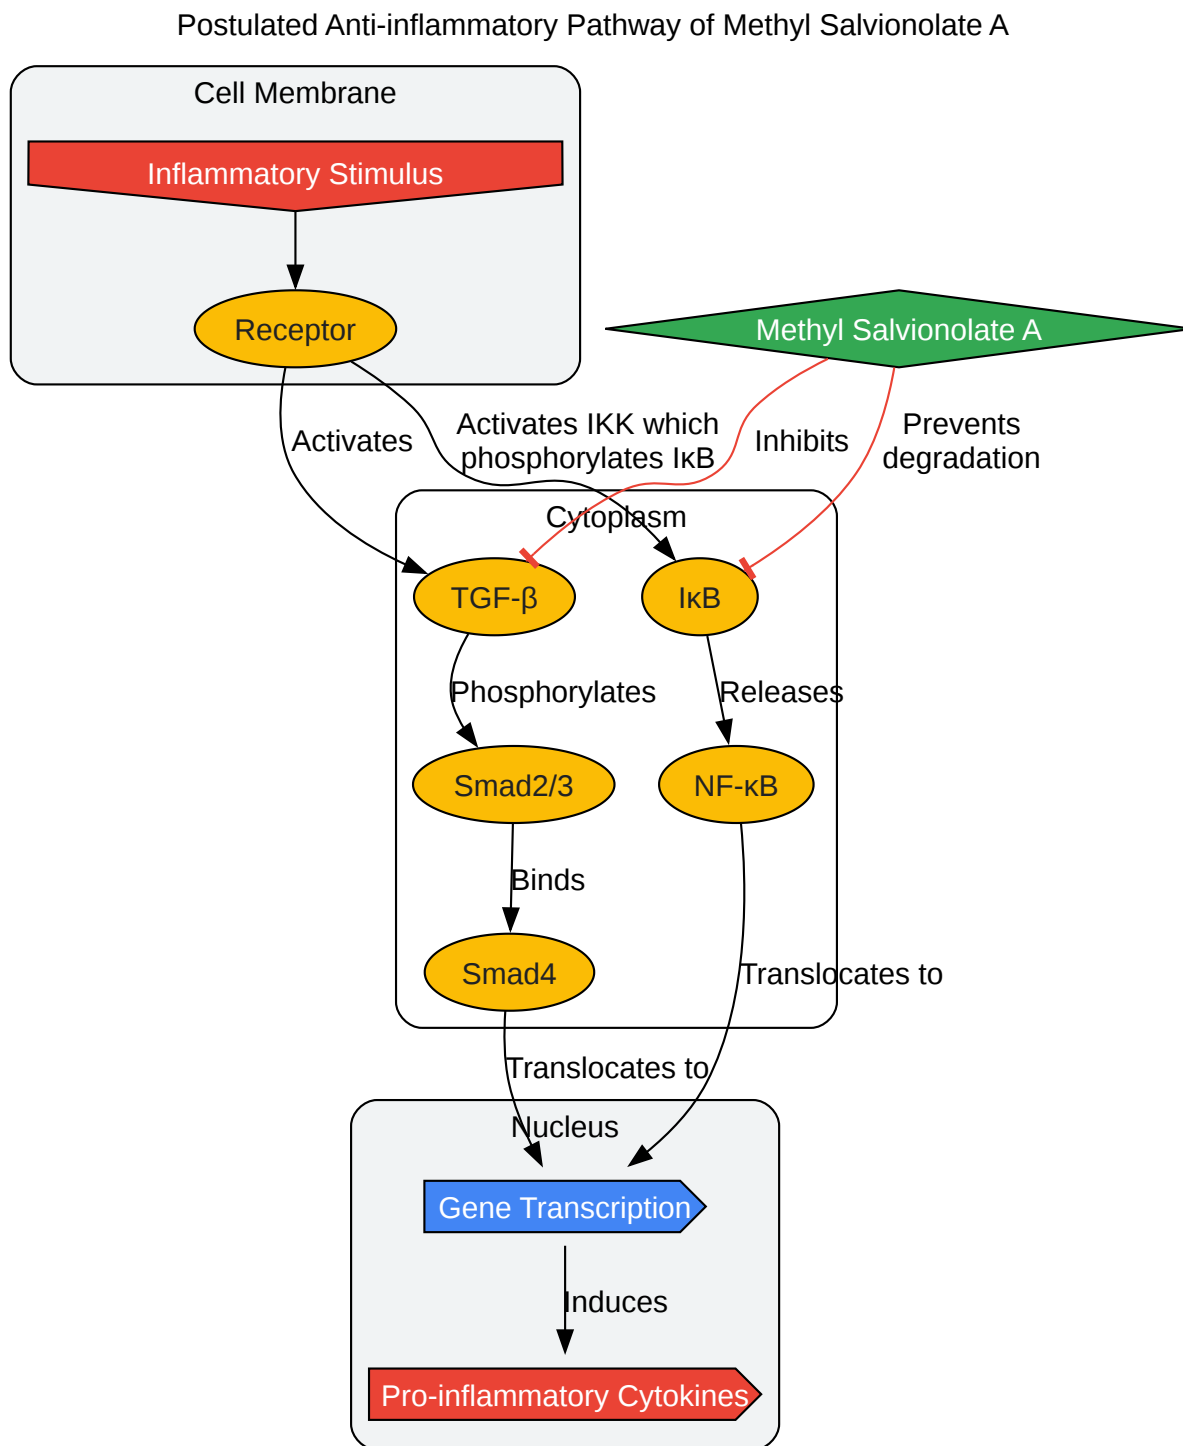 Postulated Anti-inflammatory Pathway of Methyl Salvionolate A
Cell Membrane
Inflammatory Stimulus
Receptor
Methyl Salvionolate A
Activates
Activates IKK which
phosphorylates IκB
Inhibits
Prevents
degradation
Cytoplasm
TGF-β
IκB
Phosphorylates
Releases
Smad2/3
NF-κB
Binds
Smad4
Translocates to
Translocates to
Nucleus
Gene Transcription
Induces
Pro-inflammatory Cytokines